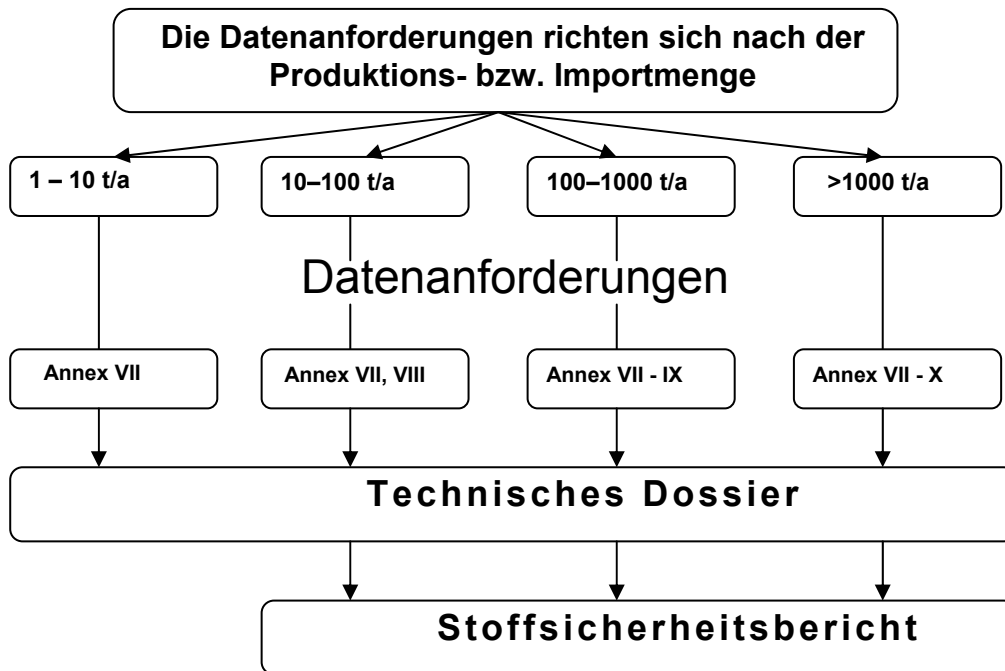 Die Datenanforderungen richten sich nach der
Produktions- bzw. Importmenge
1 – 10 t/a
10–100 t/a
100–1000 t/a
>1000 t/a
Datenanforderungen
Annex VII
Annex VII, VIII
Annex VII - IX
Annex VII - X
Technisches Dossier
Stoffsicherheitsbericht